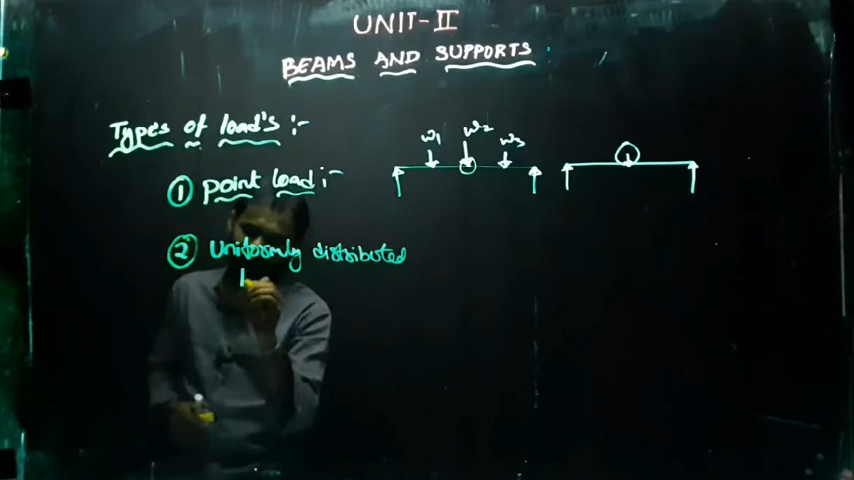 UNIT-II
BEAMS AND SUPPORTS
Types of load's :-
① point load :-
w1 w2 w3
② Uniformly distributed
l